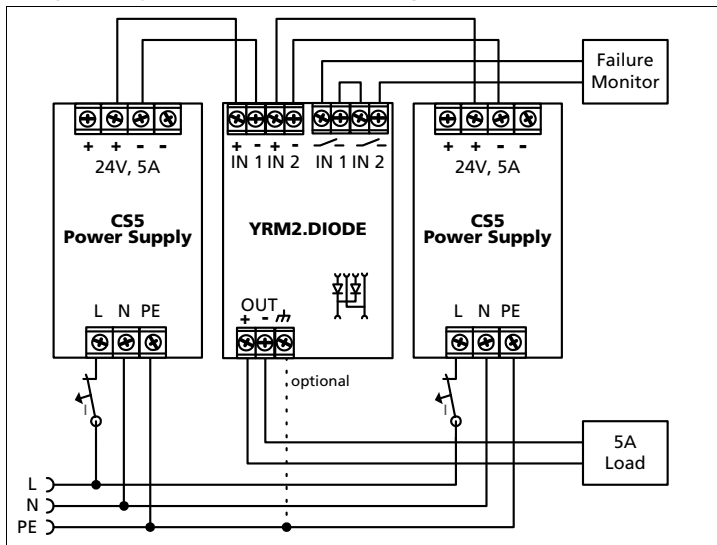 Failure
Monitor
+ + - -
24V, 5A
CS5
Power Supply
L N PE
+ - + -
IN 1 IN 2 IN 1 IN 2
YRM2.DIODE
OUT
+ -
optional
+ + - -
24V, 5A
CS5
Power Supply
L N PE
I
I
5A
Load
L
N
PE